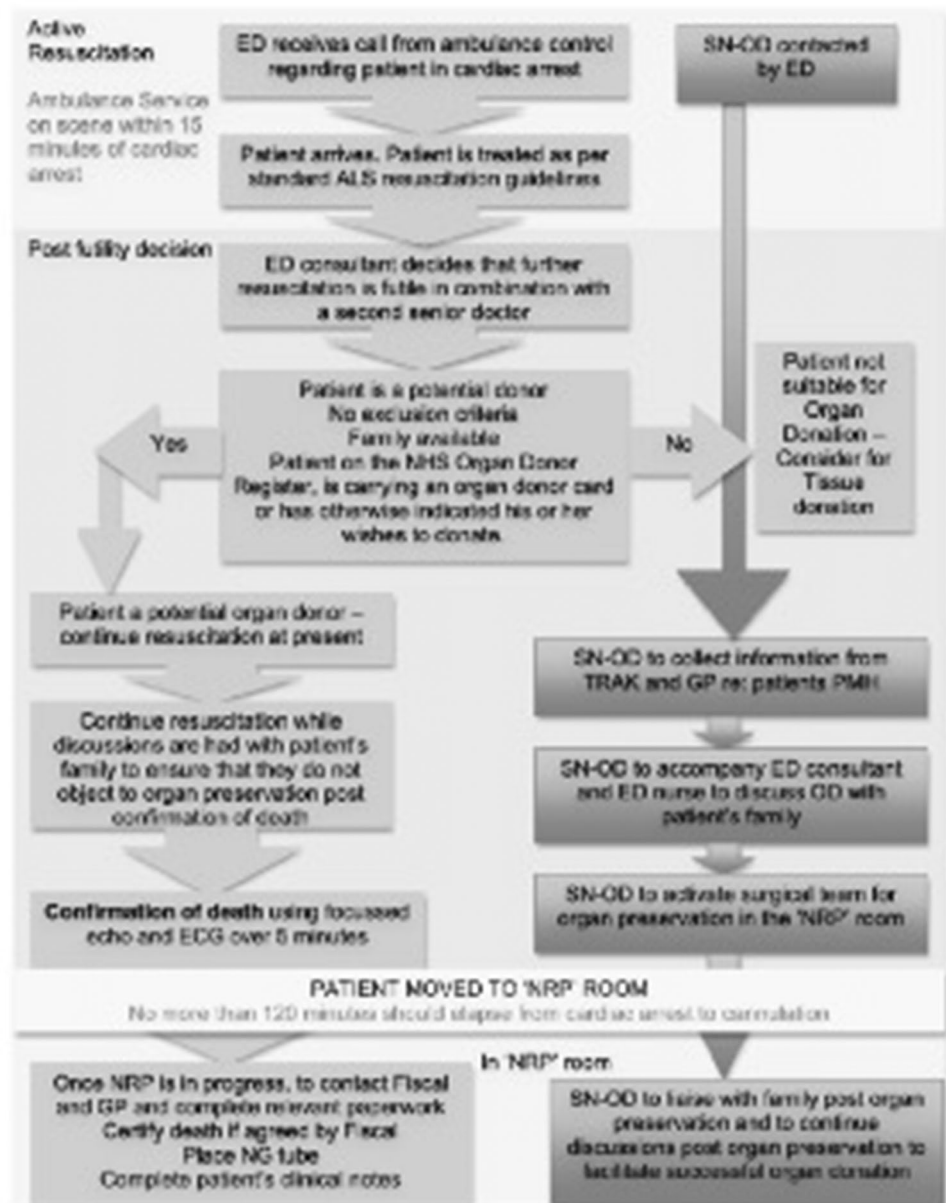 Active
Resuscitation
Ambulance Service
on scene within 15
minutes of cardiac
arrest
ED receives call from ambulance control
regarding patient in cardiac arrest
SN-OD contacted
by ED
Patient arrives. Patient is treated as per
standard ALS resuscitation guidelines
Post futility decision
ED consultant decides that further
resuscitation is futile in combination with
a second senior doctor
Patient is a potential donor
No exclusion criteria
Family available
Patient on the NHS Organ Donor
Register, is carrying an organ donor card
or has otherwise indicated his or her
wishes to donate.
Yes
No
Patient not
suitable for
Organ
Donation –
Consider for
Tissue
donation
Patient a potential organ donor –
continue resuscitation at present
Continue resuscitation while
discussions are had with patient's
family to ensure that they do not
object to organ preservation post
confirmation of death
Confirmation of death using focussed
echo and ECG over 5 minutes
SN-OD to collect information from
TRAK and GP re: patients PMH
SN-OD to accompany ED consultant
and ED nurse to discuss OD with
patient's family
SN-OD to activate surgical team for
organ preservation in the 'NRP' room
PATIENT MOVED TO 'NRP' ROOM
No more than 120 minutes should elapse from cardiac arrest to cannulation
In 'NRP' room
Once NRP is in progress, to contact Fiscal
and GP and complete relevant paperwork
Certify death if agreed by Fiscal
Place NG tube
Complete patient's clinical notes
SN-OD to liaise with family post organ
preservation and to continue
discussions post organ preservation to
facilitate successful organ donation